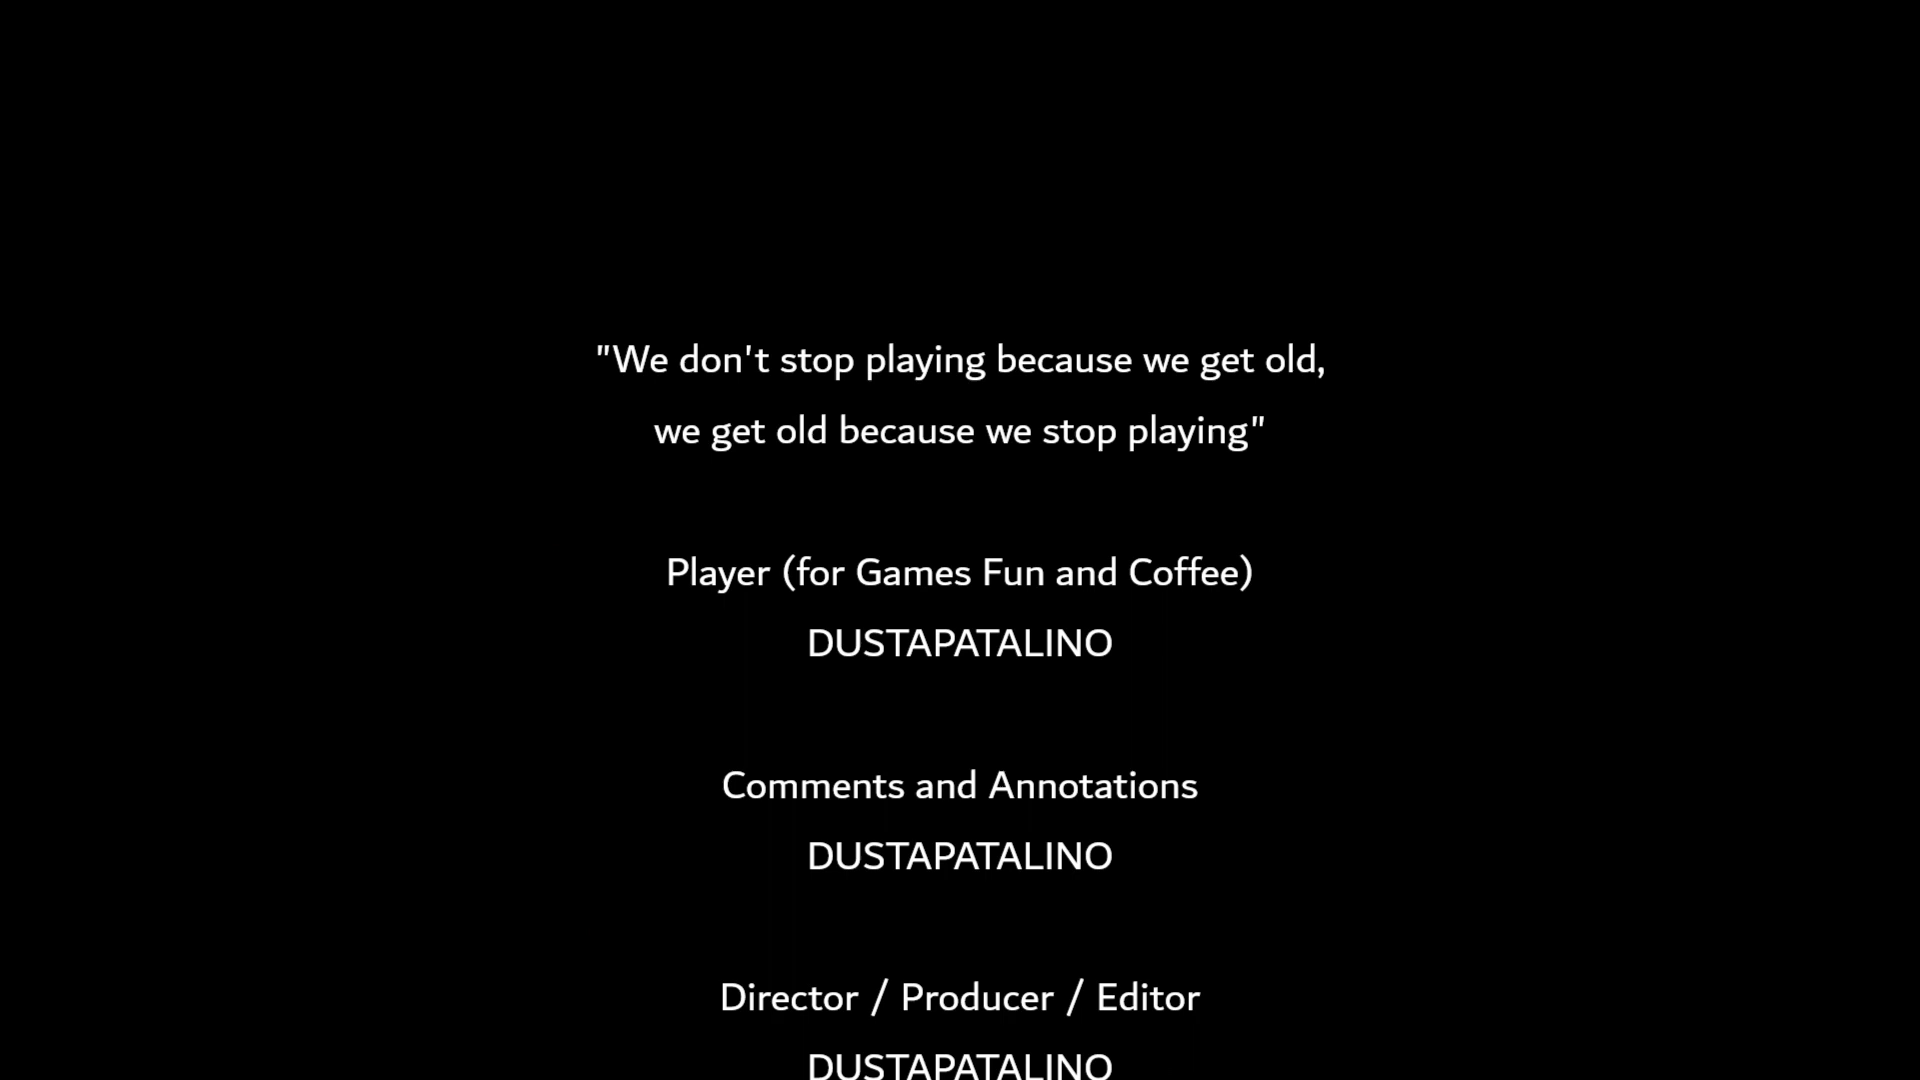 "We don't stop playing because we get old,
we get old because we stop playing"
Player (for Games Fun and Coffee)
DUSTAPATALINO
Comments and Annotations
DUSTAPATALINO
Director / Producer / Editor
DUSTAPATALINO